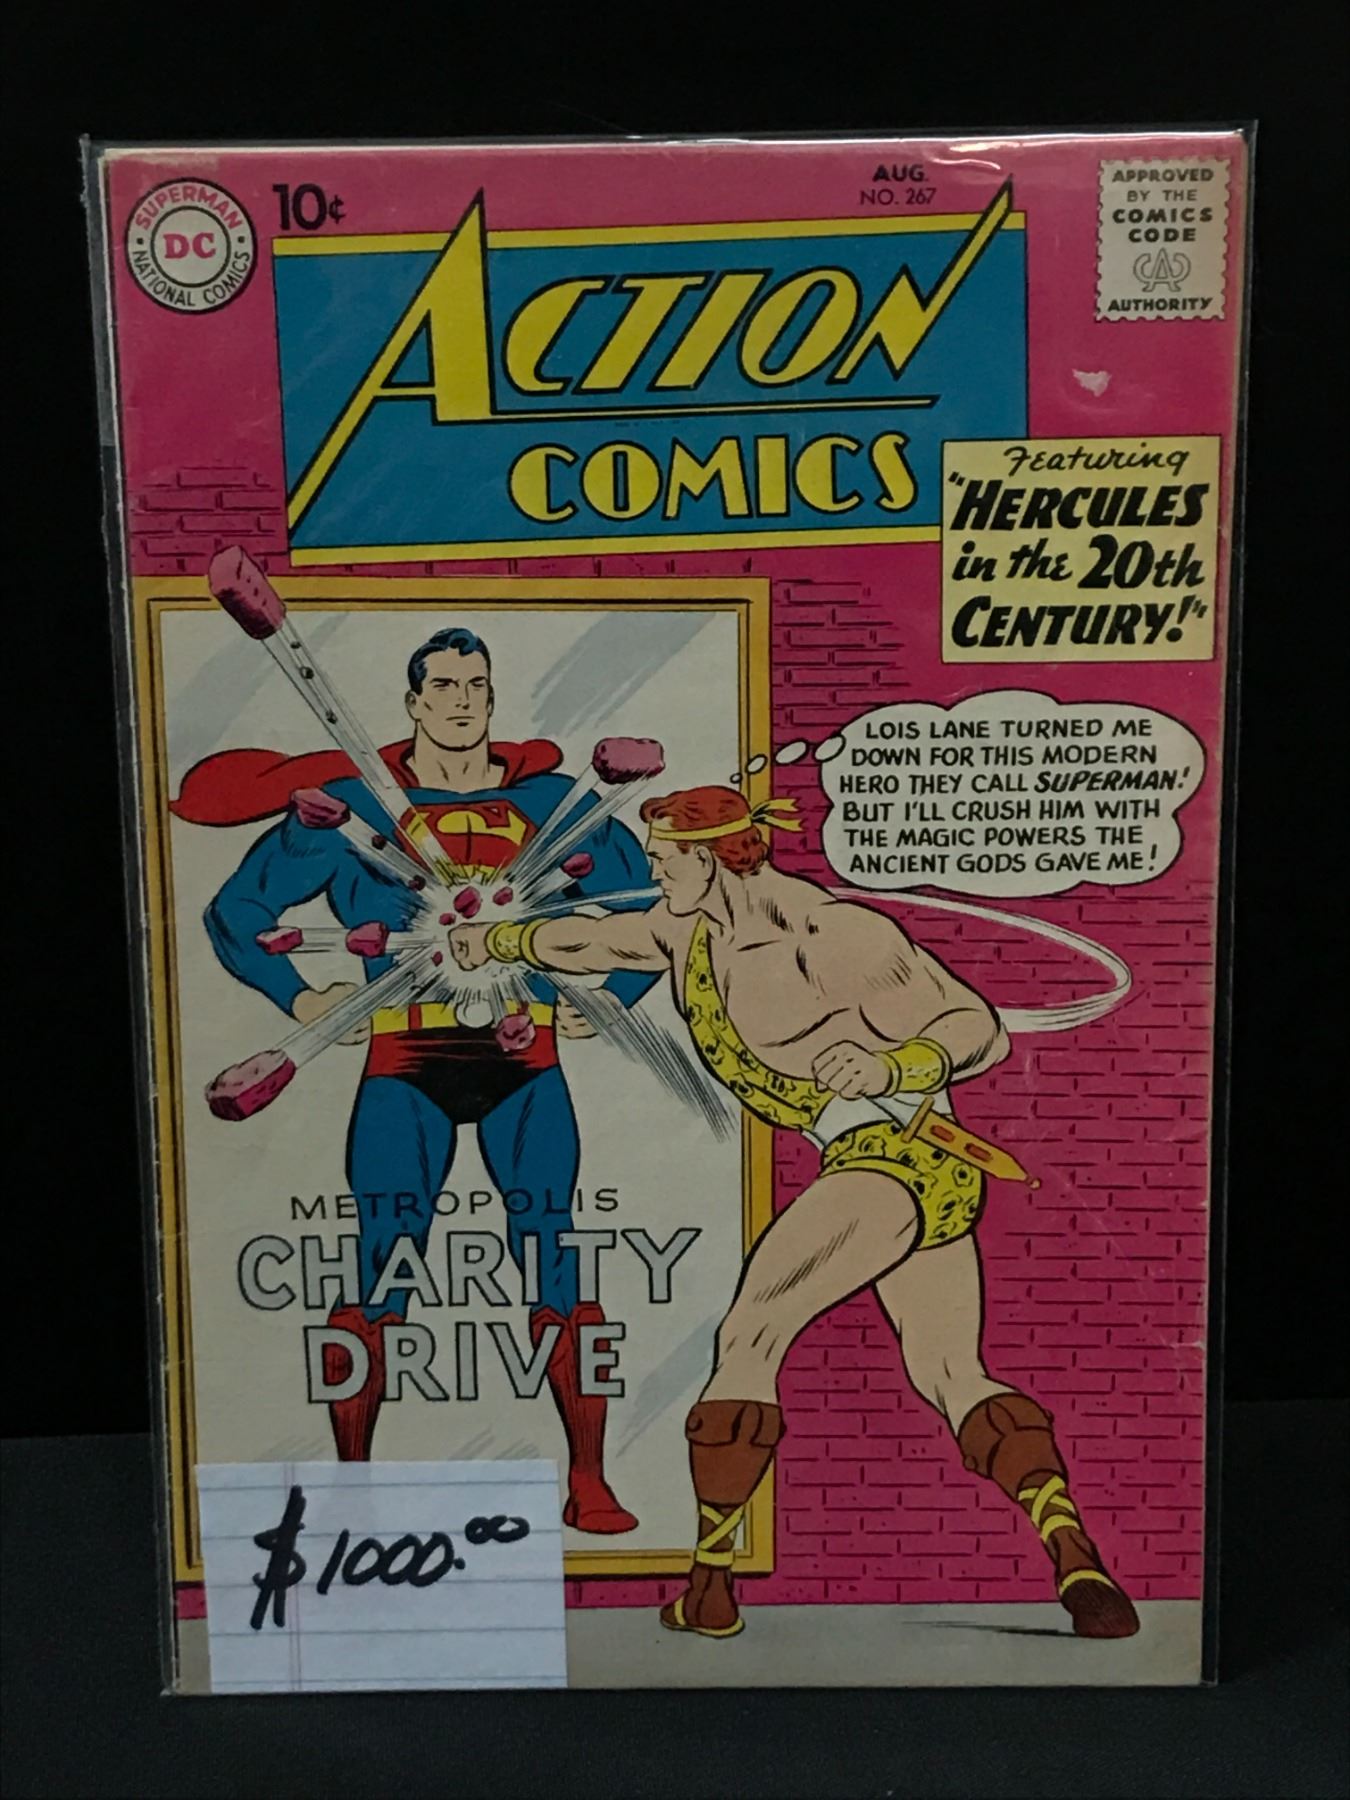 SUPERMAN
DC
NATIONAL COMICS
10¢
AUG.
NO. 267
APPROVED
BY THE
COMICS
CODE
CA
AUTHORITY
ACTION
COMICS
Featuring
"HERCULES
in the 20th
CENTURY!"
LOIS LANE TURNED ME
DOWN FOR THIS MODERN
HERO THEY CALL SUPERMAN!
BUT I'LL CRUSH HIM WITH
THE MAGIC POWERS THE
ANCIENT GODS GAVE ME!
S
METROPOLIS
CHARITY
DRIVE
$1000.00